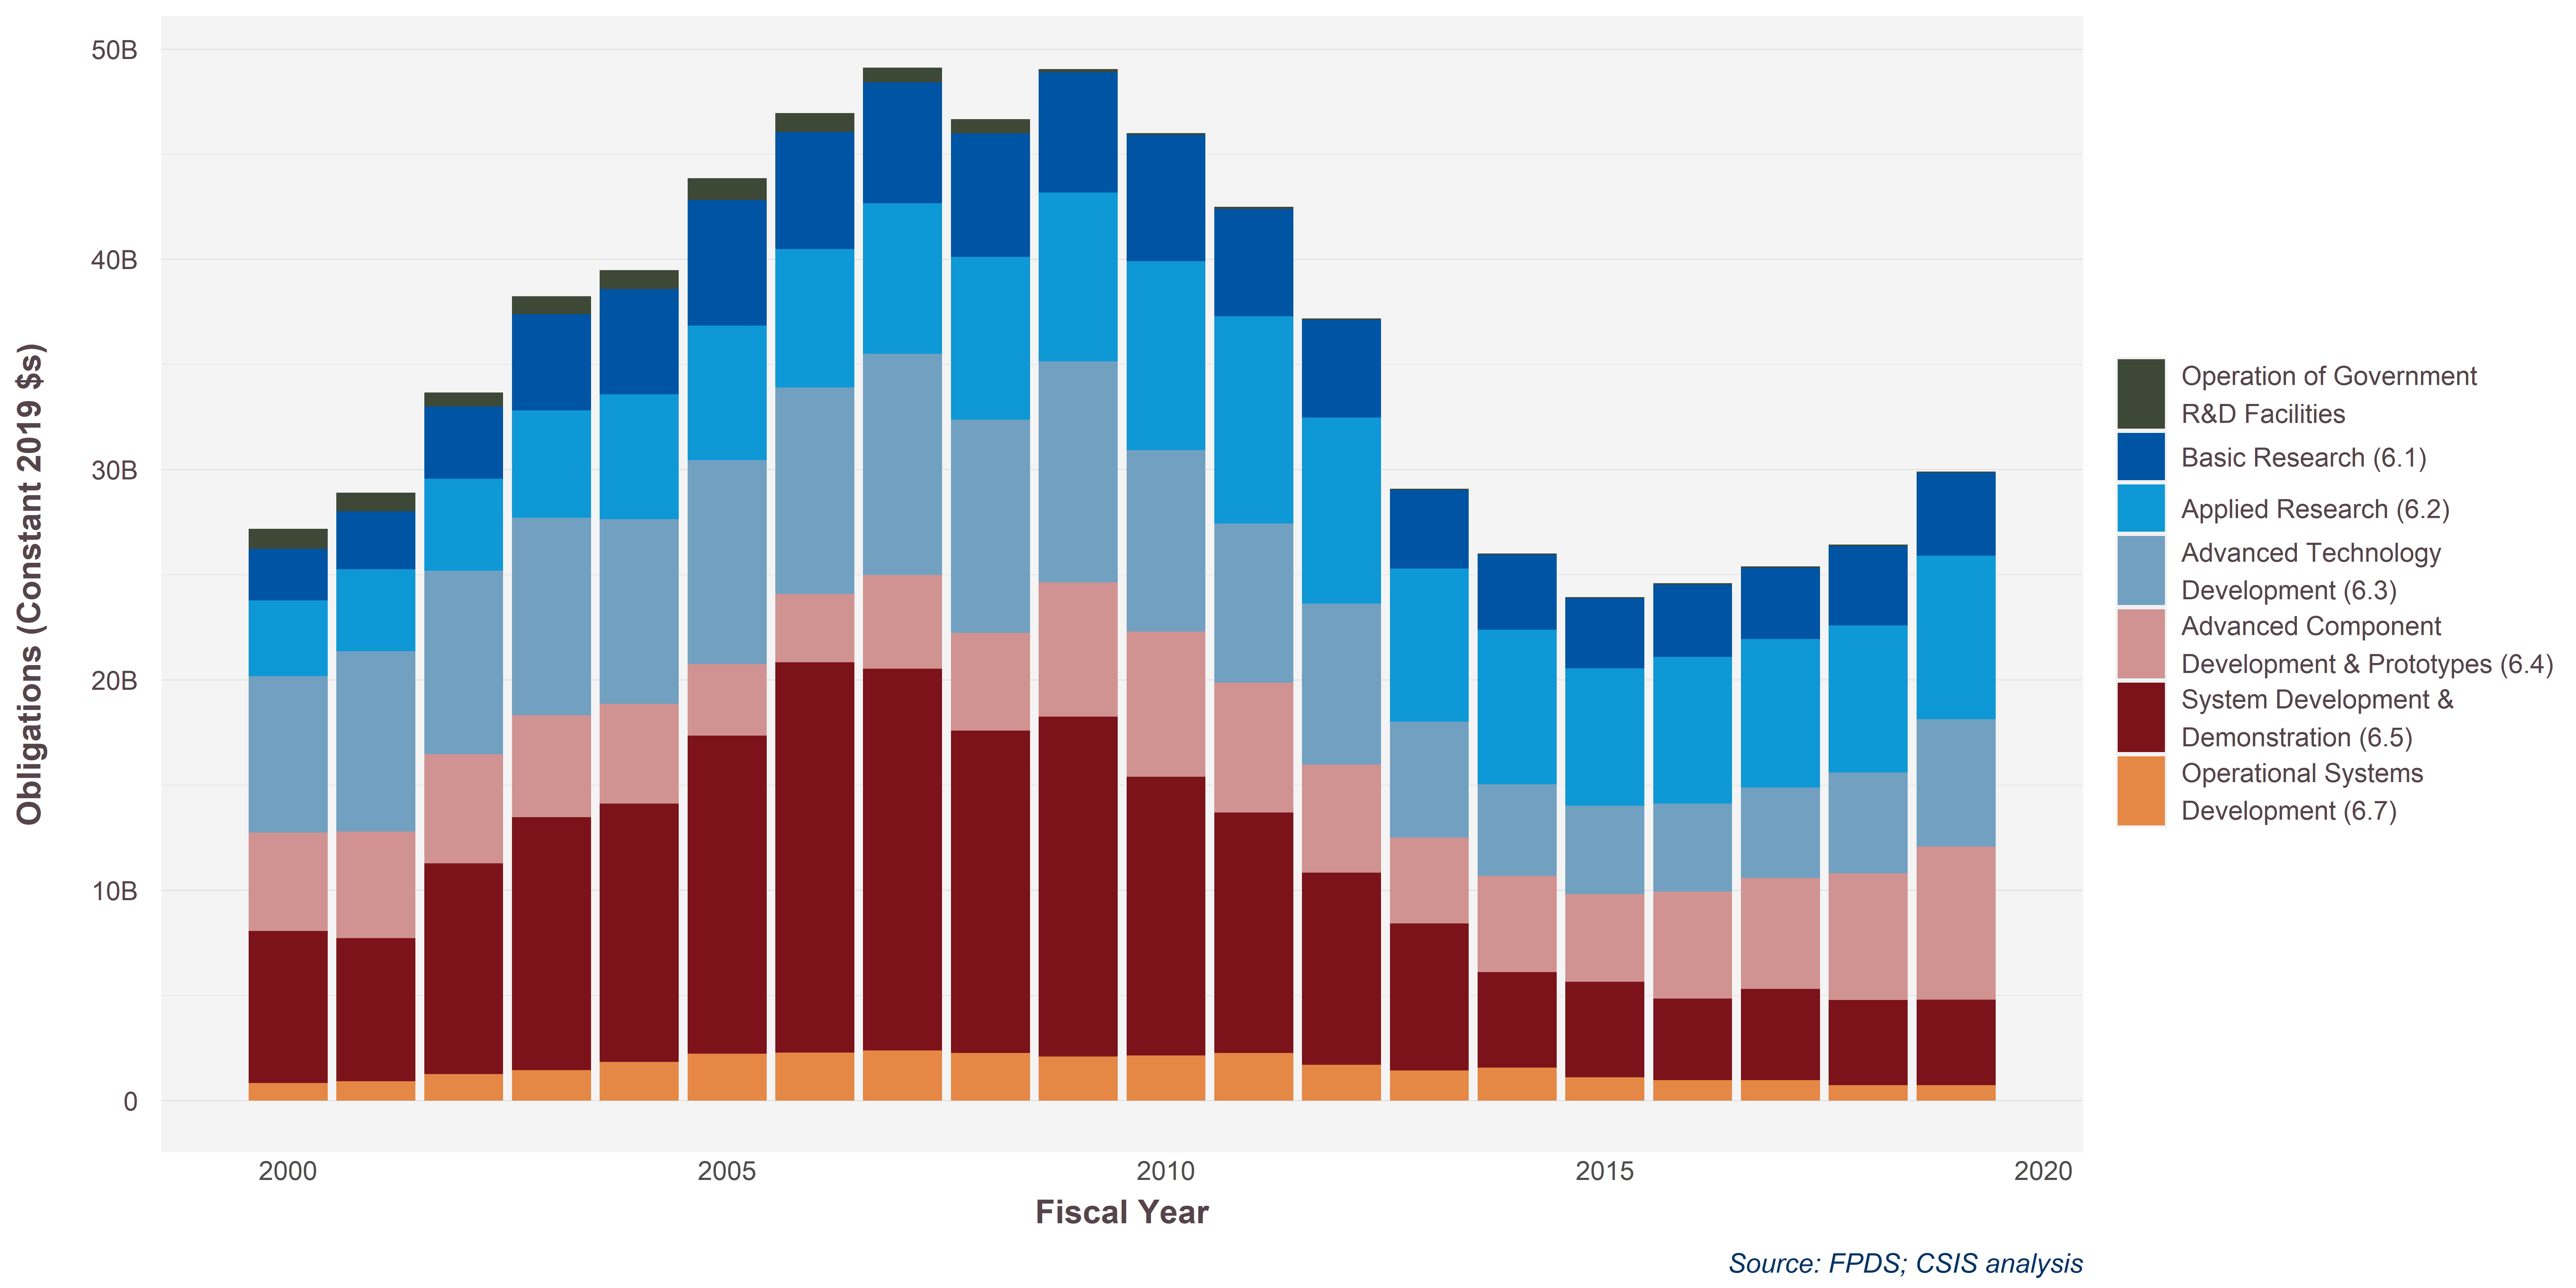 50B
40B
30B
20B
10B
0
Obligations (Constant 2019 $s)
2000
2005
2010
2015
2020
Fiscal Year
Operation of Government
R&D Facilities
Basic Research (6.1)
Applied Research (6.2)
Advanced Technology
Development (6.3)
Advanced Component
Development & Prototypes (6.4)
System Development &
Demonstration (6.5)
Operational Systems
Development (6.7)
Source: FPDS; CSIS analysis